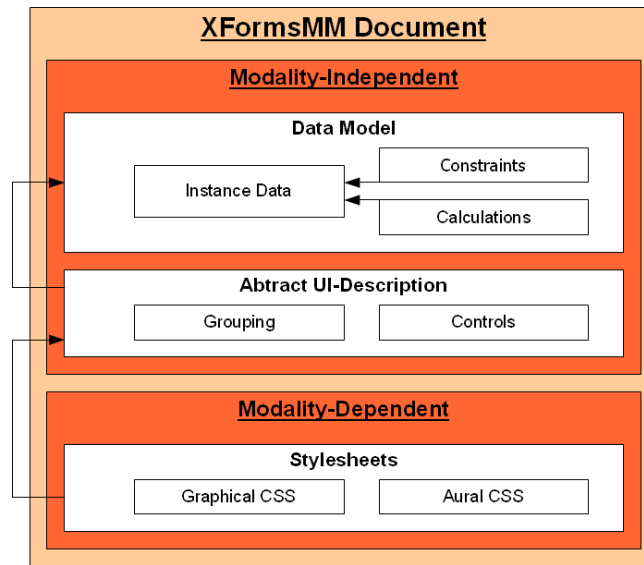 XFormsMM Document
Modality-Independent
Data Model
Instance Data
Constraints
Calculations
Abtract UI-Description
Grouping
Controls
Modality-Dependent
Stylesheets
Graphical CSS
Aural CSS